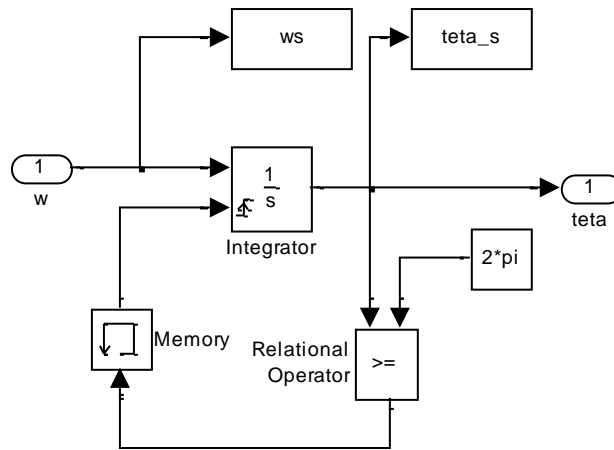 ws
teta_s
1
w
1
s
Integrator
1
teta
2*pi
Memory
Relational
Operator
>=